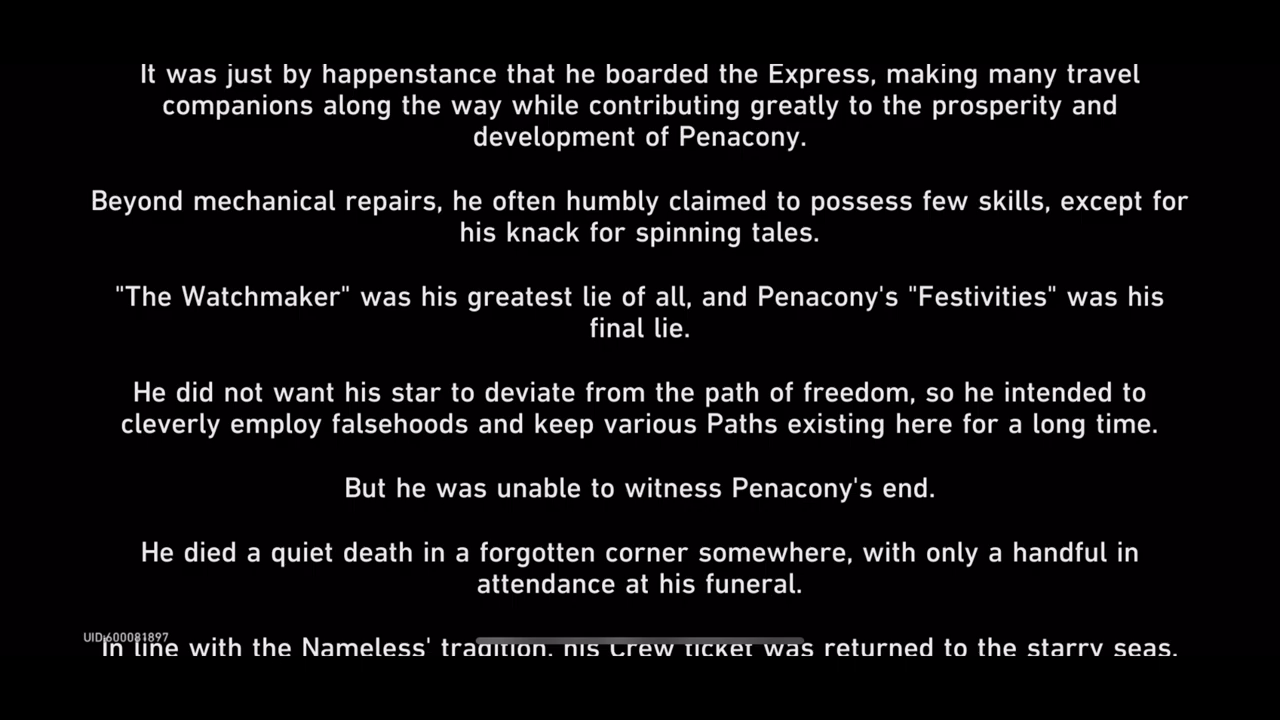 It was just by happenstance that he boarded the Express, making many travel
companions along the way while contributing greatly to the prosperity and
development of Penacony.
Beyond mechanical repairs, he often humbly claimed to possess few skills, except for
his knack for spinning tales.
"The Watchmaker" was his greatest lie of all, and Penacony's "Festivities" was his
final lie.
He did not want his star to deviate from the path of freedom, so he intended to
cleverly employ falsehoods and keep various Paths existing here for a long time.
But he was unable to witness Penacony's end.
He died a quiet death in a forgotten corner somewhere, with only a handful in
attendance at his funeral.
UID:600081897
In line with the Nameless' tradition, his Crew ticket was returned to the starry seas.